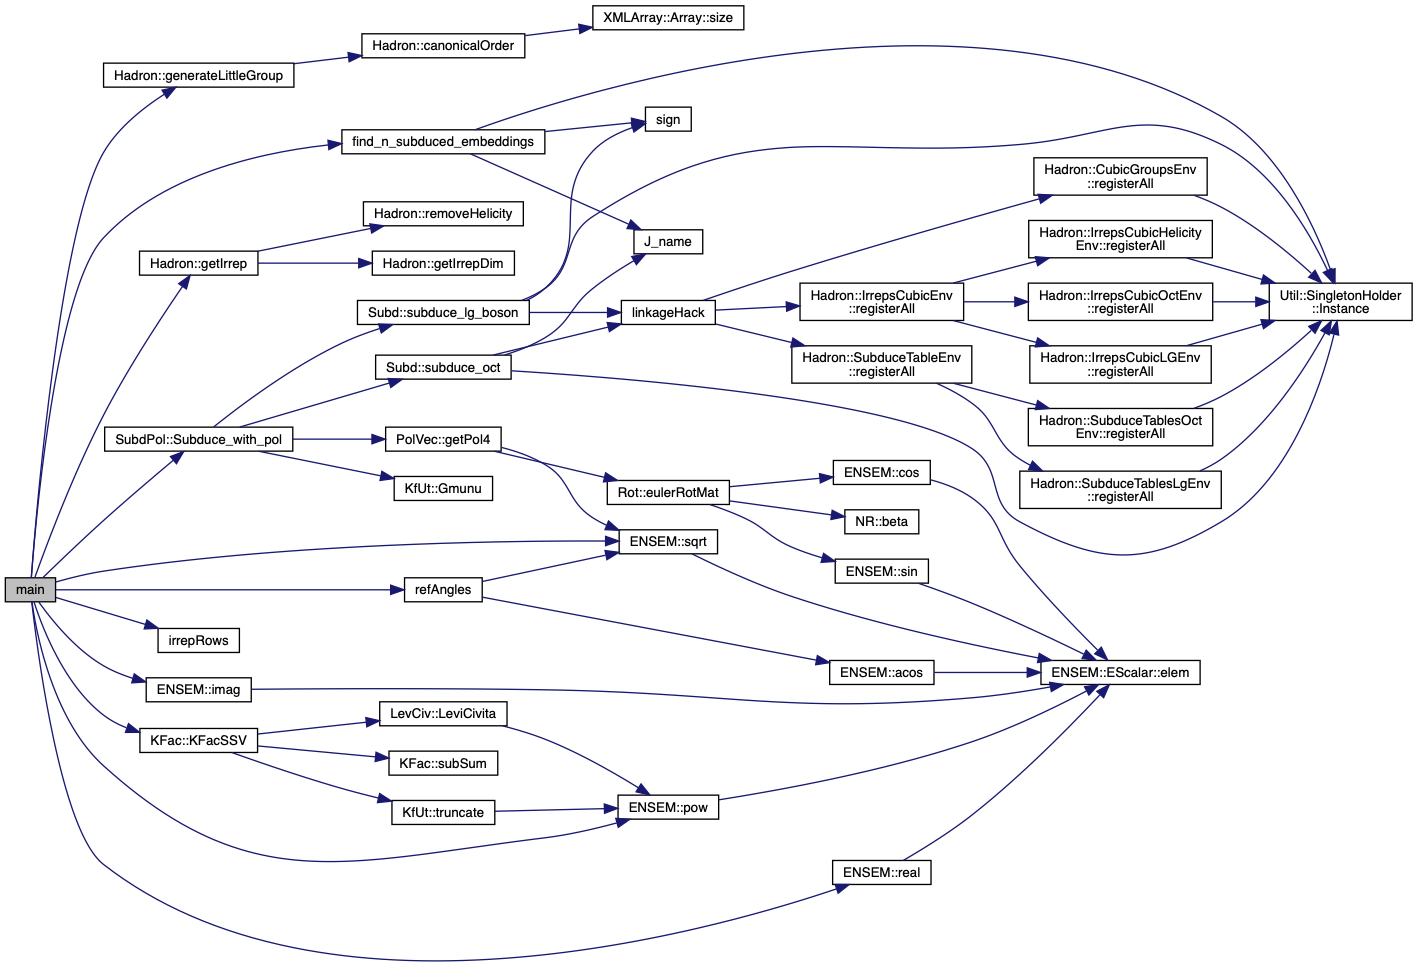 XMLArray::Array::size
Hadron::canonicalOrder
Hadron::generateLittleGroup
sign
find_n_subduced_embeddings
Hadron::CubicGroupsEnv
::registerAll
Hadron::removeHelicity
J_name
Hadron::IrrepsCubicHelicity
Env::registerAll
Hadron::getIrrep
Hadron::getIrrepDim
Subd::subduce_lg_boson
linkageHack
Hadron::IrrepsCubicEnv
::registerAll
Hadron::IrrepsCubicOctEnv
::registerAll
Util::SingletonHolder
::Instance
Subd::subduce_oct
Hadron::SubduceTableEnv
::registerAll
Hadron::IrrepsCubicLGEnv
::registerAll
SubdPol::Subduce_with_pol
PolVec::getPol4
Hadron::SubduceTablesOct
Env::registerAll
KfUt::Gmunu
Rot::eulerRotMat
ENSEM::cos
Hadron::SubduceTablesLgEnv
::registerAll
NR::beta
ENSEM::sqrt
ENSEM::sin
main
refAngles
irrepRows
ENSEM::acos
ENSEM::EScalar::elem
ENSEM::imag
LevCiv::LeviCivita
KFac::KFacSSV
KFac::subSum
KfUt::truncate
ENSEM::pow
ENSEM::real